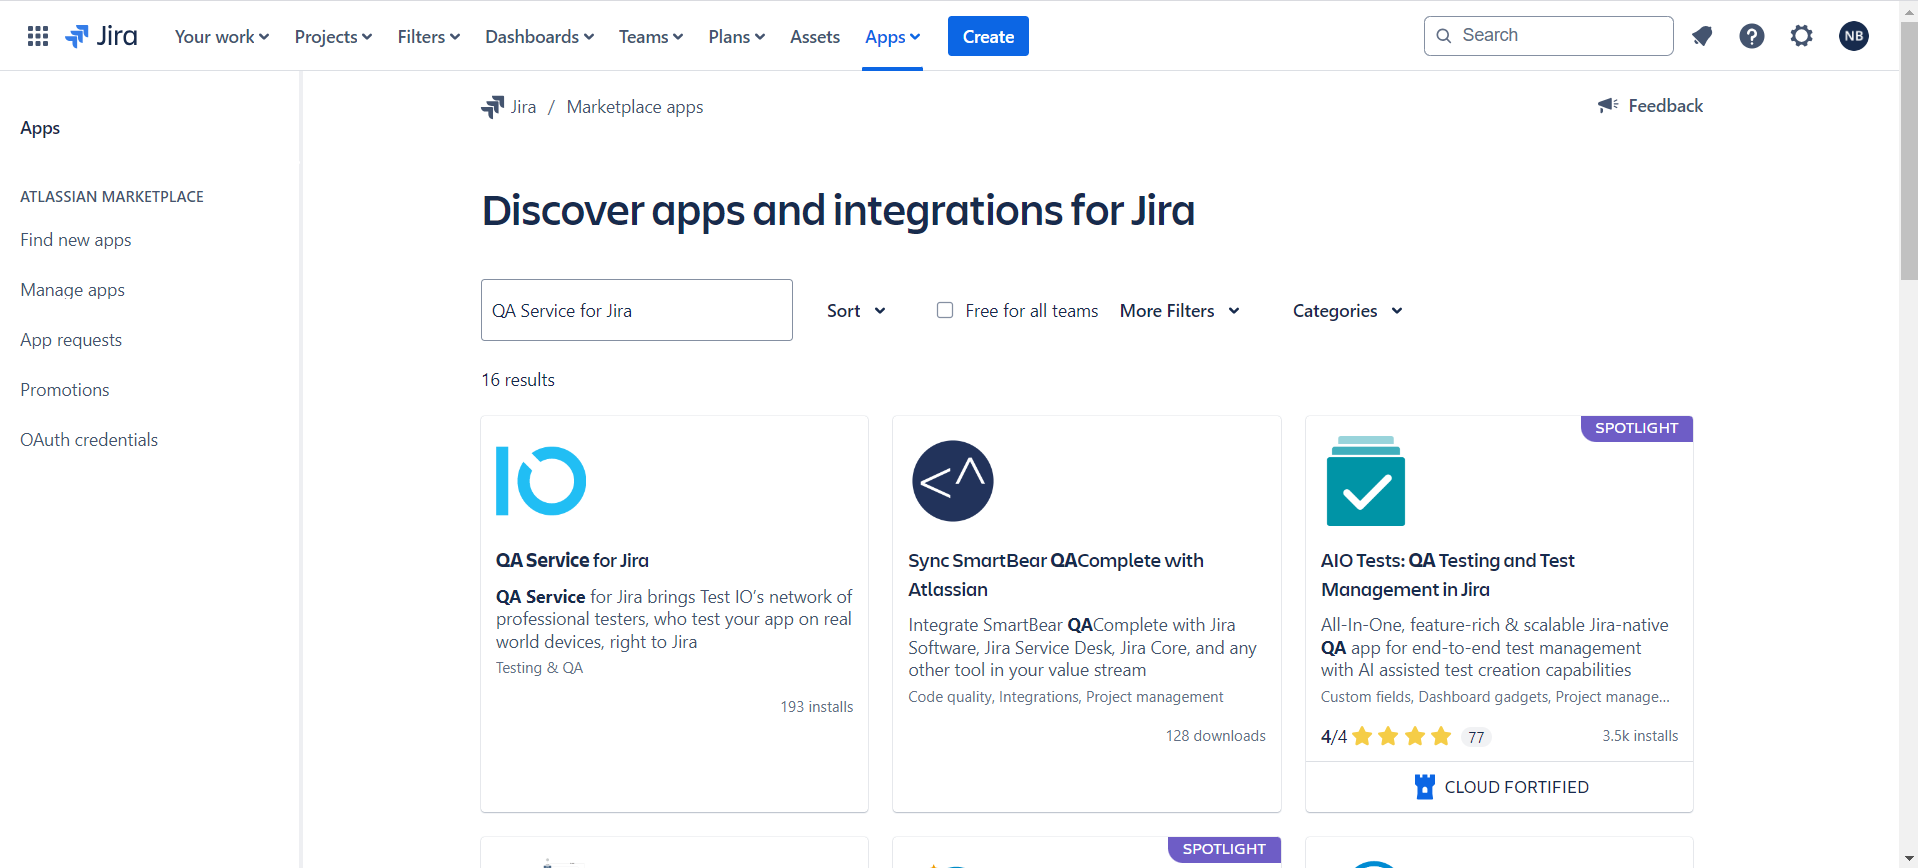 Jira
Your work
Projects
Filters
Dashboards
Teams
Plans
Assets
Apps
Create
Search
NB
Apps
ATLASSIAN MARKETPLACE
Find new apps
Manage apps
App requests
Promotions
OAuth credentials
Jira / Marketplace apps
Feedback
Discover apps and integrations for Jira
QA Service for Jira
Sort
Free for all teams
More Filters
Categories
16 results
IO
QA Service for Jira
QA Service for Jira brings Test IO’s network of
professional testers, who test your app on real
world devices, right to Jira
Testing & QA
193 installs
<^
Sync SmartBear QAComplete with
Atlassian
Integrate SmartBear QAComplete with Jira
Software, Jira Service Desk, Jira Core, and any
other tool in your value stream
Code quality, Integrations, Project management
128 downloads
SPOTLIGHT
AIO Tests: QA Testing and Test
Management in Jira
All-In-One, feature-rich & scalable Jira-native
QA app for end-to-end test management
with AI assisted test creation capabilities
Custom fields, Dashboard gadgets, Project manage...
4/4
77
3.5k installs
CLOUD FORTIFIED
SPOTLIGHT